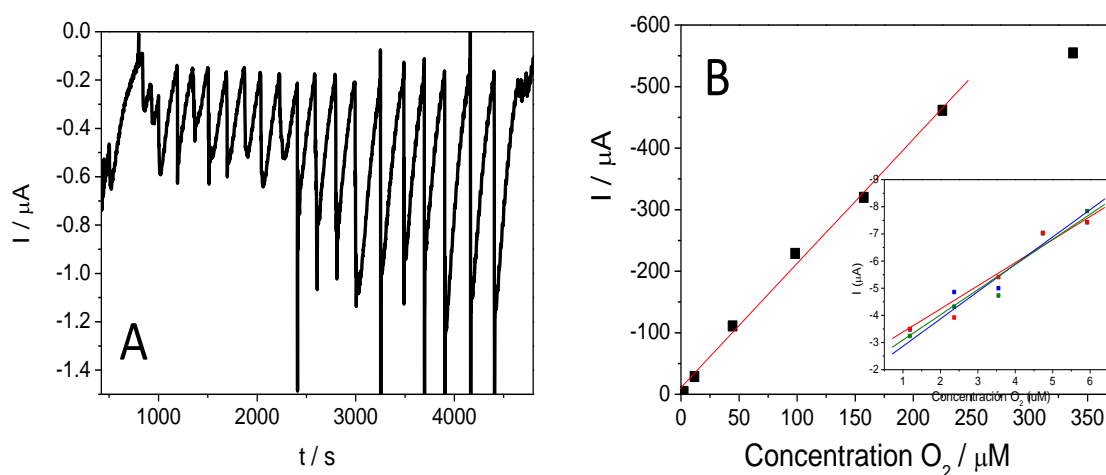 0.0
-0.2
-0.4
-0.6
-0.8
-1.0
-1.2
-1.4
I / μA
A
1000 2000 3000 4000
t / s
-600
-500
-400
-300
-200
-100
0
I / μA
B
0 50 100 150 200 250 300 350
Concentration O₂ / μM
-9
-8
-7
-6
-5
-4
-3
-2
I (μA)
1 2 3 4 5 6
Concentración O₂ (uM)